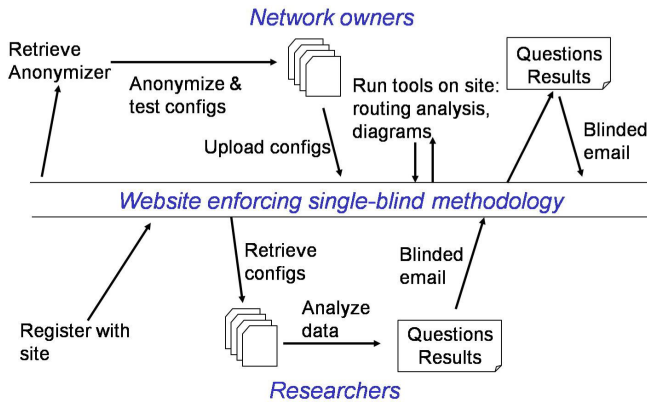 Network owners
Retrieve
Anonymizer
Anonymize &
test configs
Upload configs
Run tools on site:
routing analysis,
diagrams
Questions
Results
Blinded
email
Website enforcing single-blind methodology
Register with
site
Retrieve
configs
Analyze
data
Questions
Results
Blinded
email
Researchers